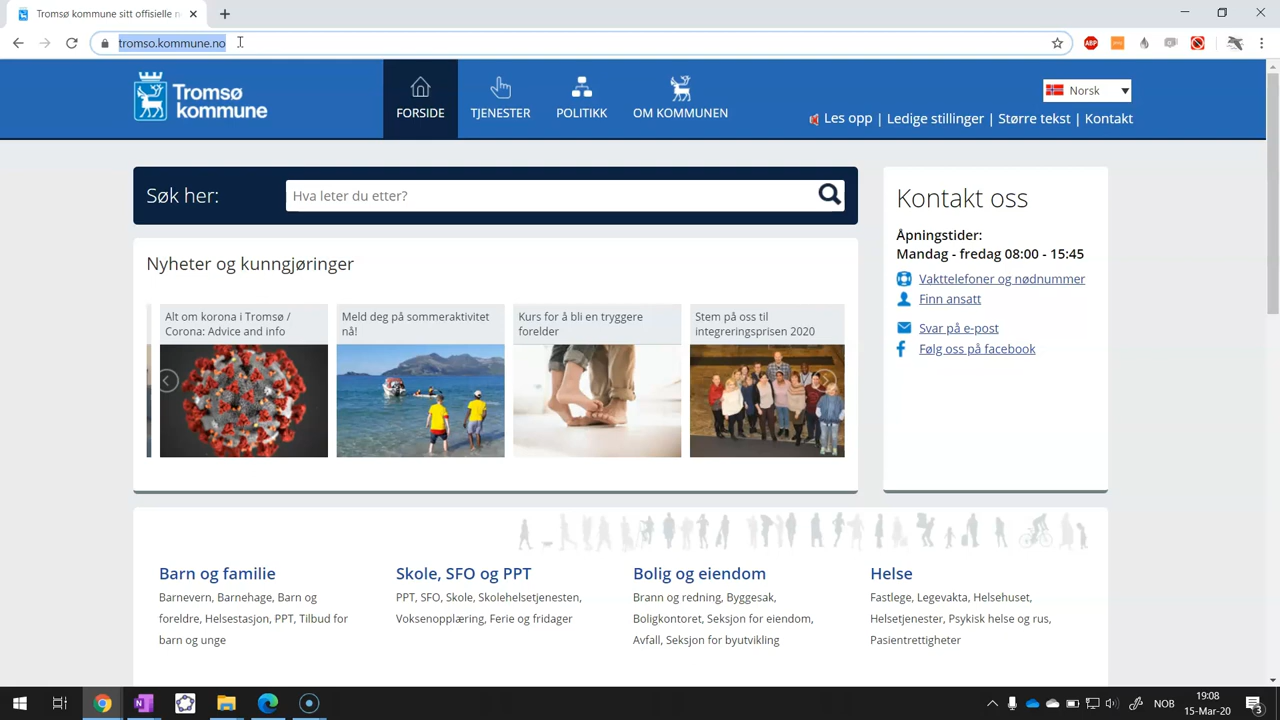 Tromsø kommune sitt offisielle n
tromso.kommune.no
ABP
Tromsø
kommune
FORSIDE
TJENESTER
POLITIKK
OM KOMMUNEN
Norsk
Les opp | Ledige stillinger | Større tekst | Kontakt
Søk her:
Hva leter du etter?
Nyheter og kunngjøringer
Alt om korona i Tromsø /
Corona: Advice and info
Meld deg på sommeraktivitet
nå!
Kurs for å bli en tryggere
forelder
Stem på oss til
integreringsprisen 2020
Kontakt oss
Åpningstider:
Mandag - fredag 08:00 - 15:45
Vakttelefoner og nødnummer
Finn ansatt
Svar på e-post
Følg oss på facebook
Barn og familie
Barnevern, Barnehage, Barn og
foreldre, Helsestasjon, PPT, Tilbud for
barn og unge
Skole, SFO og PPT
PPT, SFO, Skole, Skolehelsetjenesten,
Voksenopplæring, Ferie og fridager
Bolig og eiendom
Brann og redning, Byggesak,
Boligkontoret, Seksjon for eiendom,
Avfall, Seksjon for byutvikling
Helse
Fastlege, Legevakta, Helsehuset,
Helsetjenester, Psykisk helse og rus,
Pasientrettigheter
NOB
19:08
15-Mar-20
3